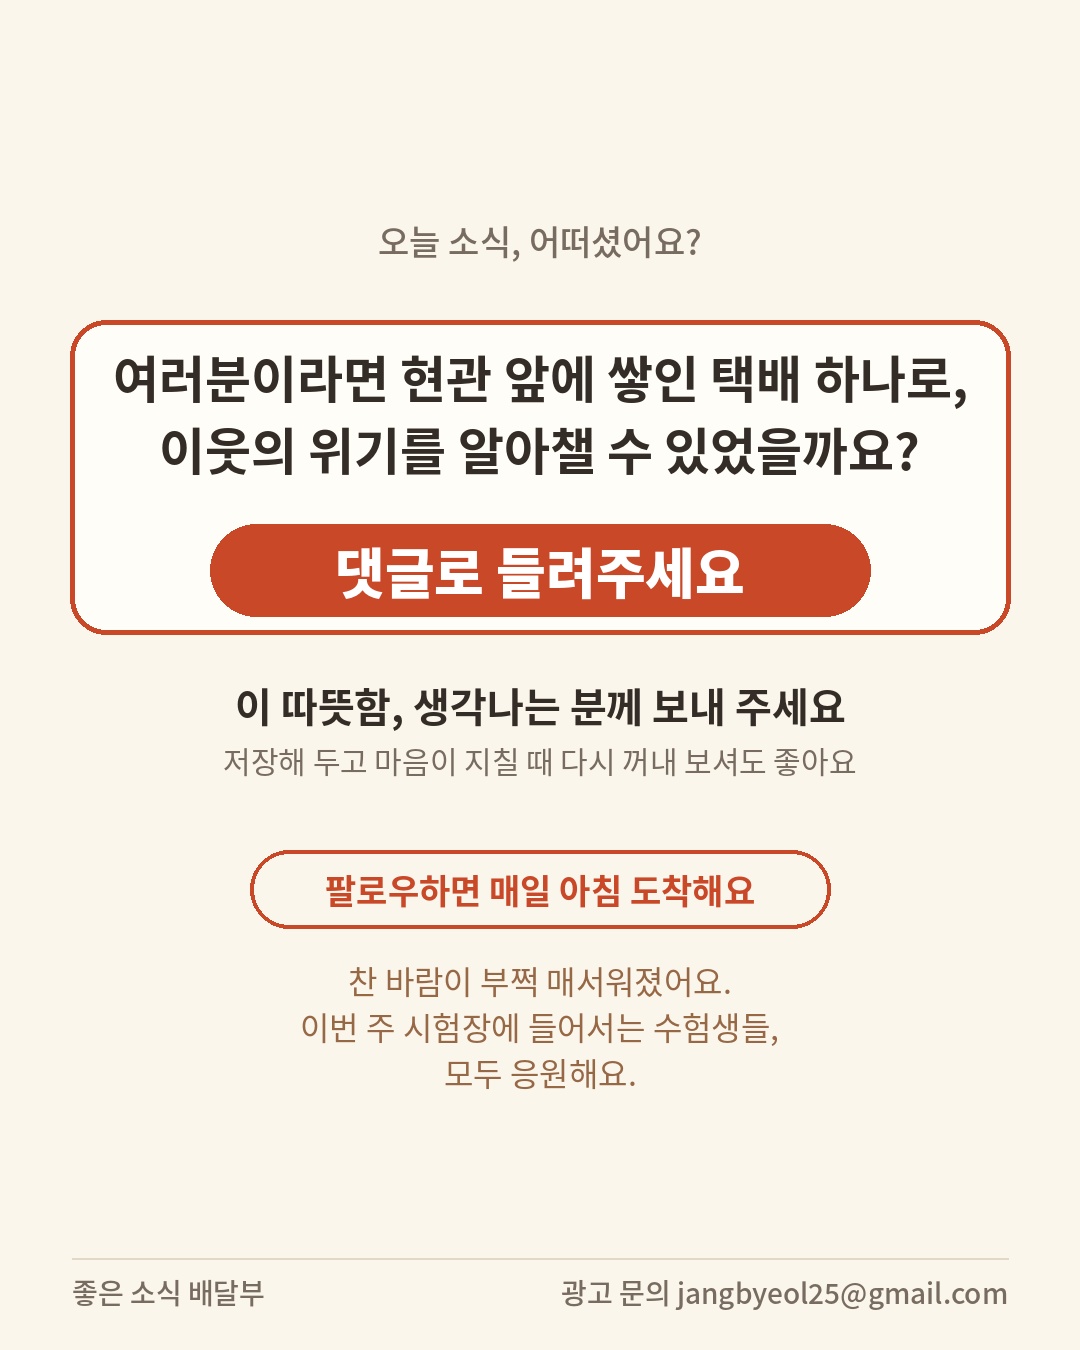 오늘 소식, 어떠셨어요?
여러분이라면 현관 앞에 쌓인 택배 하나로,
이웃의 위기를 알아챌 수 있었을까요?
댓글로 들려주세요
이 따뜻함, 생각나는 분께 보내 주세요
저장해 두고 마음이 지칠 때 다시 꺼내 보셔도 좋아요
팔로우하면 매일 아침 도착해요
찬 바람이 부쩍 매서워졌어요.
이번 주 시험장에 들어서는 수험생들,
모두 응원해요.
좋은 소식 배달부
광고 문의 jangbyeol25@gmail.com